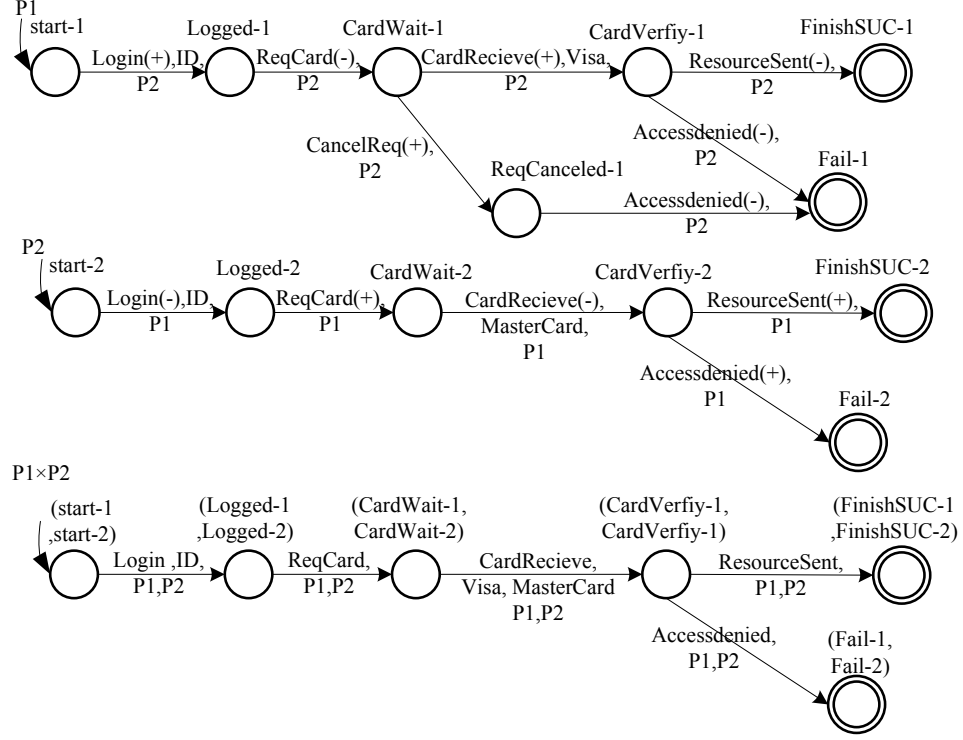 P1
start-1
Logged-1
CardWait-1
CardVerfiy-1
FinishSUC-1
Login(+),ID,
P2
ReqCard(-),
P2
CardRecieve(+),Visa,
P2
ResourceSent(-),
P2
CancelReq(+),
P2
Accessdenied(-),
P2
Fail-1
ReqCanceled-1
Accessdenied(-),
P2
P2
start-2
Logged-2
CardWait-2
CardVerfiy-2
FinishSUC-2
Login(-),ID,
P1
ReqCard(+),
P1
CardRecieve(-),
MasterCard,
P1
ResourceSent(+),
P1
Accessdenied(+),
P1
Fail-2
P1×P2
(start-1
,start-2)
(Logged-1
,Logged-2)
(CardWait-1,
CardWait-2)
(CardVerfiy-1,
CardVerfiy-1)
(FinishSUC-1
,FinishSUC-2)
Login ,ID,
P1,P2
ReqCard,
P1,P2
CardRecieve,
Visa, MasterCard
P1,P2
ResourceSent,
P1,P2
Accessdenied,
P1,P2
(Fail-1,
Fail-2)